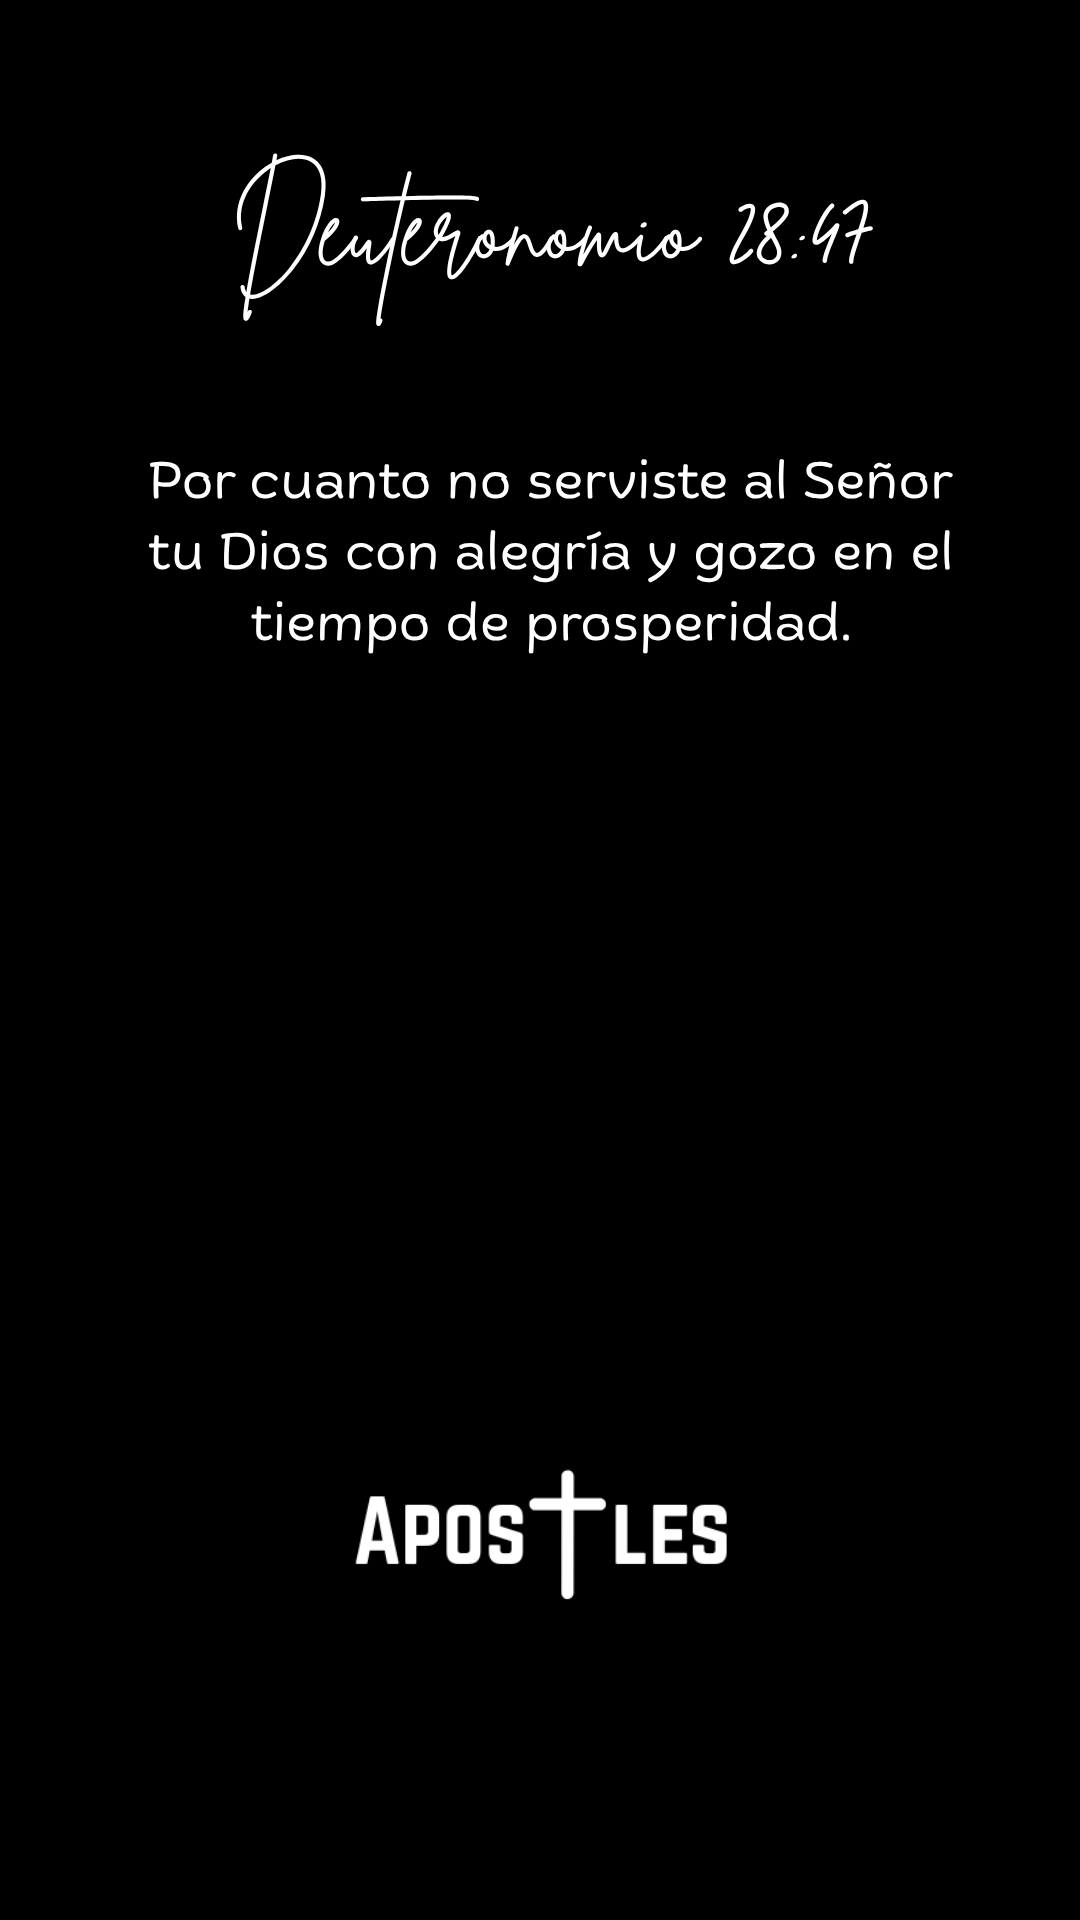 Deuteronomio 28:47
Por cuanto no serviste al Señor
tu Dios con alegría y gozo en el
tiempo de prosperidad.
APOSTLES